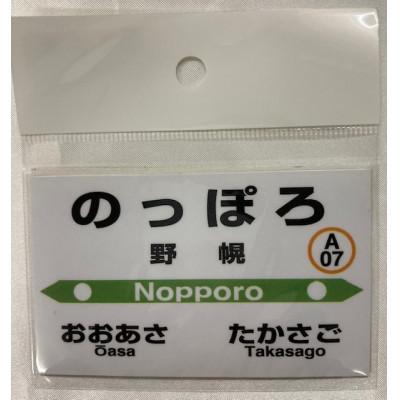 のっぽろ
野幌
A
07
Nopporo
おおあさ たかさご
Ōasa Takasago